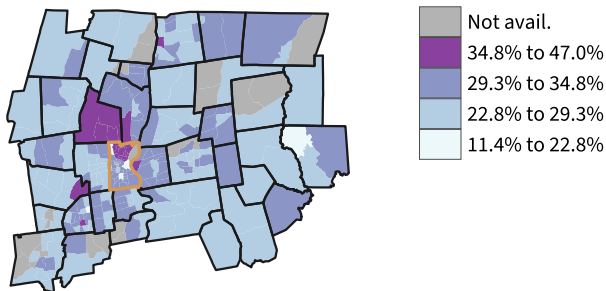 Not avail.
34.8% to 47.0%
29.3% to 34.8%
22.8% to 29.3%
11.4% to 22.8%